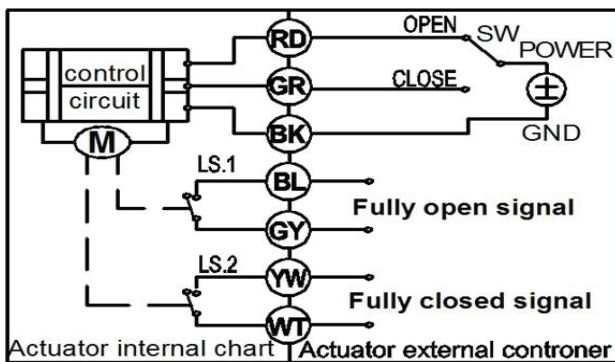 RD
OPEN
SW
POWER
control
circuit
GR
CLOSE
±
M
BK
GND
LS.1
BL
Fully open signal
GY
LS.2
YW
Fully closed signal
WT
Actuator internal chart
Actuator external controner